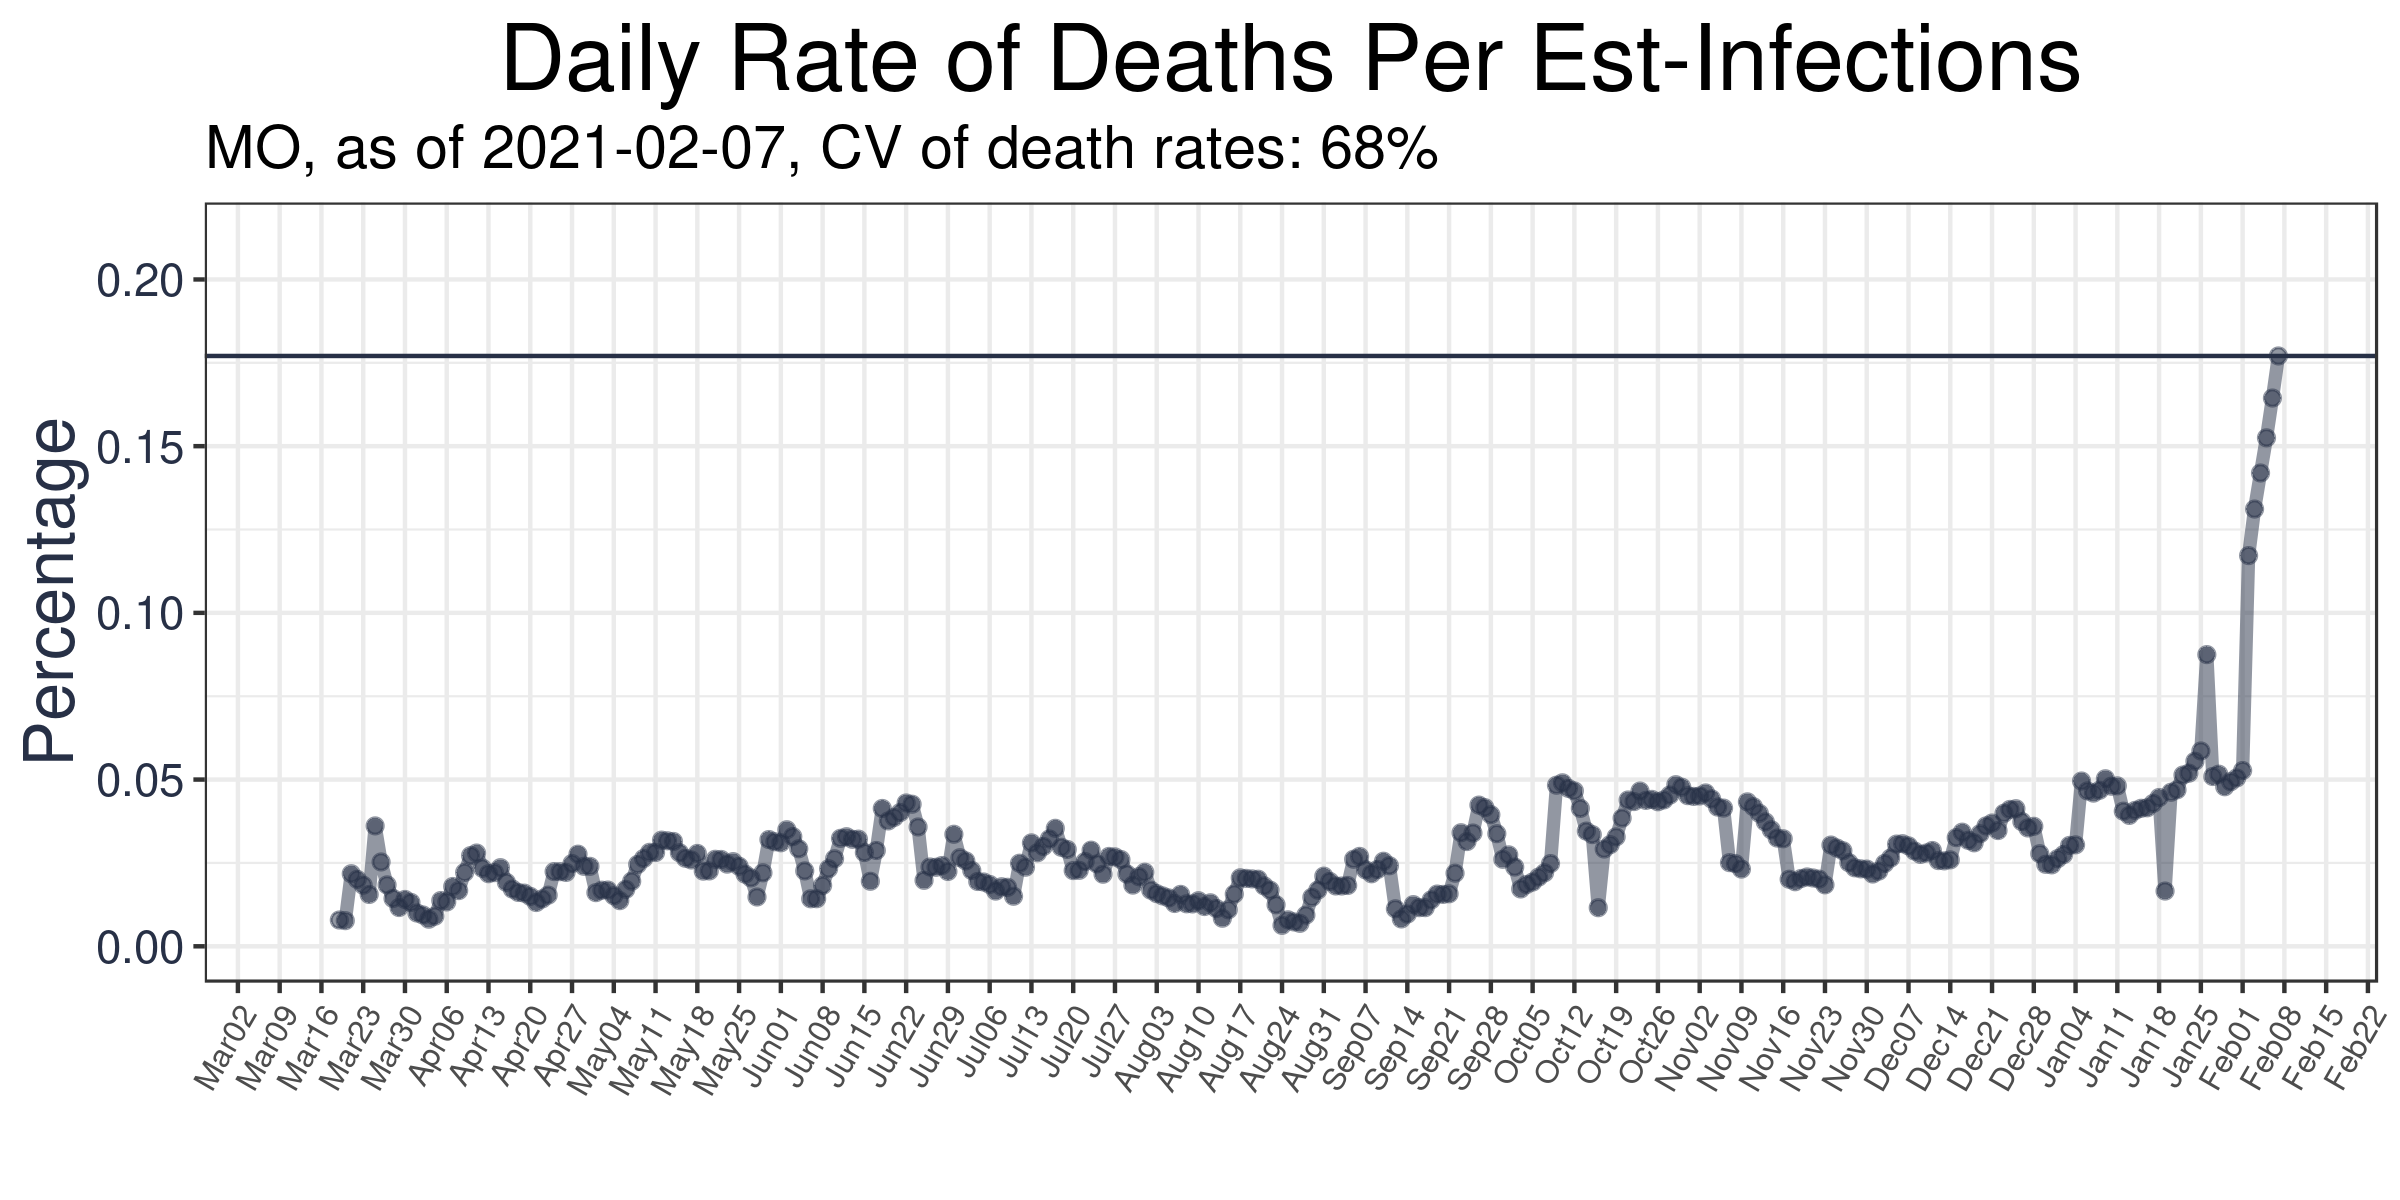 Daily Rate of Deaths Per Est-Infections
MO, as of 2021-02-07, CV of death rates: 68%
Percentage
0.20
0.15
0.10
0.05
0.00
Mar02
Mar09
Mar16
Mar23
Mar30
Apr06
Apr13
Apr20
Apr27
May04
May11
May18
May25
Jun01
Jun08
Jun15
Jun22
Jun29
Jul06
Jul13
Jul20
Jul27
Aug03
Aug10
Aug17
Aug24
Aug31
Sep07
Sep14
Sep21
Sep28
Oct05
Oct12
Oct19
Oct26
Nov02
Nov09
Nov16
Nov23
Nov30
Dec07
Dec14
Dec21
Dec28
Jan04
Jan11
Jan18
Jan25
Feb01
Feb08
Feb15
Feb22